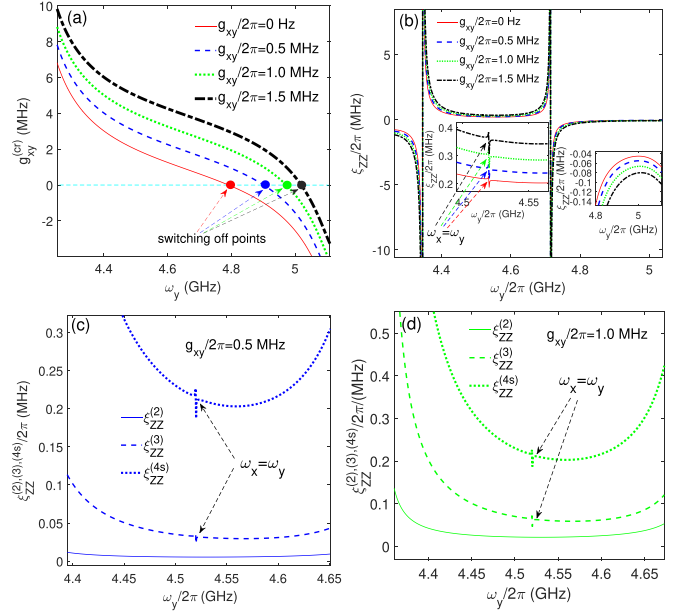 (a)
g_xy/2π=0 Hz
g_xy/2π=0.5 MHz
g_xy/2π=1.0 MHz
g_xy/2π=1.5 MHz
10
8
6
4
2
0
-2
g_xy^(cr) (MHz)
switching off points
4.4
4.6
4.8
5
ω_y (GHz)
(b)
g_xy/2π=0 Hz
g_xy/2π=0.5 MHz
g_xy/2π=1.0 MHz
g_xy/2π=1.5 MHz
5
0
-5
-10
ξ_ZZ/2π (MHz)
0.4
0.3
0.2
ξ_ZZ/2π (MHz)
4.5
4.55
ω_y/2π (GHz)
ω_x=ω_y
-0.04
-0.06
-0.08
-0.1
-0.12
-0.14
ξ_ZZ/2π (MHz)
4.8
5
ω_y/2π (GHz)
4.4
4.6
4.8
5
ω_y/2π (GHz)
(c)
g_xy/2π=0.5 MHz
0.3
0.25
0.2
0.15
0.1
0.05
0
ξ_ZZ^(2),(3),(4s)/2π (MHz)
ξ_ZZ^(2)
ξ_ZZ^(3)
ξ_ZZ^(4s)
ω_x=ω_y
4.4
4.45
4.5
4.55
4.6
4.65
ω_y/2π (GHz)
(d)
g_xy/2π=1.0 MHz
ξ_ZZ^(2)
ξ_ZZ^(3)
ξ_ZZ^(4s)
ω_x=ω_y
0.5
0.4
0.3
0.2
0.1
0
ξ_ZZ^(2),(3),(4s)/2π/(MHz)
4.4
4.45
4.5
4.55
4.6
4.65
ω_y/2π (GHz)